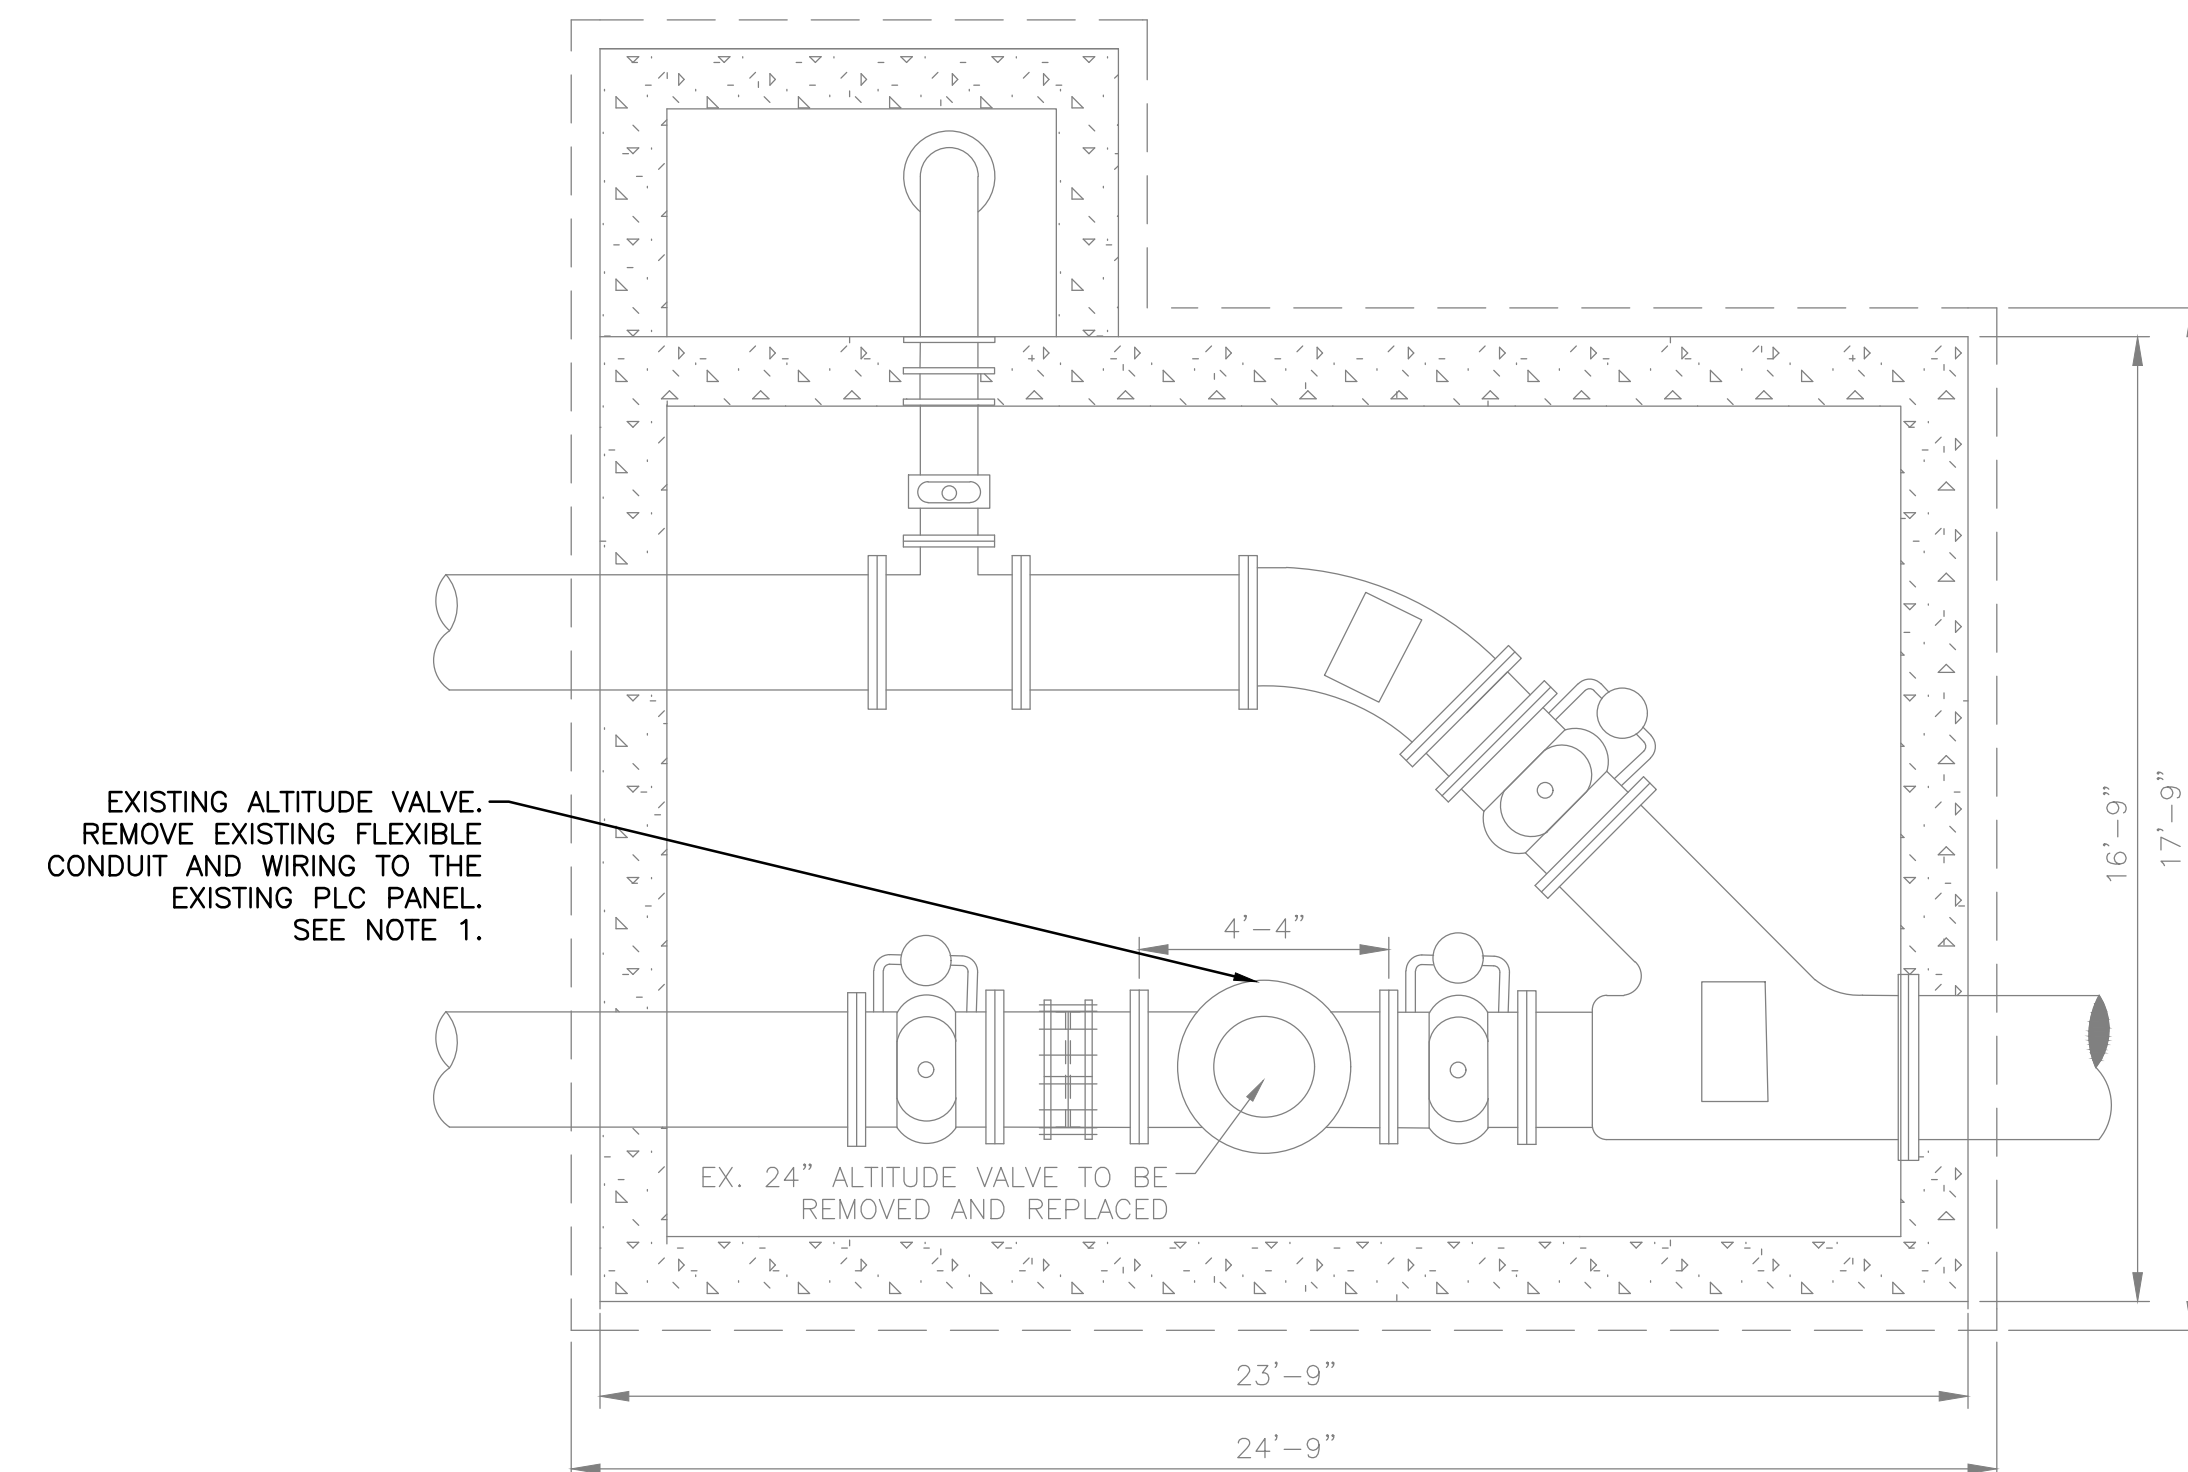 EXISTING ALTITUDE VALVE.
REMOVE EXISTING FLEXIBLE
CONDUIT AND WIRING TO THE
EXISTING PLC PANEL.
SEE NOTE 1.
4'-4"
16'-9"
17'-9"
EX. 24" ALTITUDE VALVE TO BE
REMOVED AND REPLACED
23'-9"
24'-9"